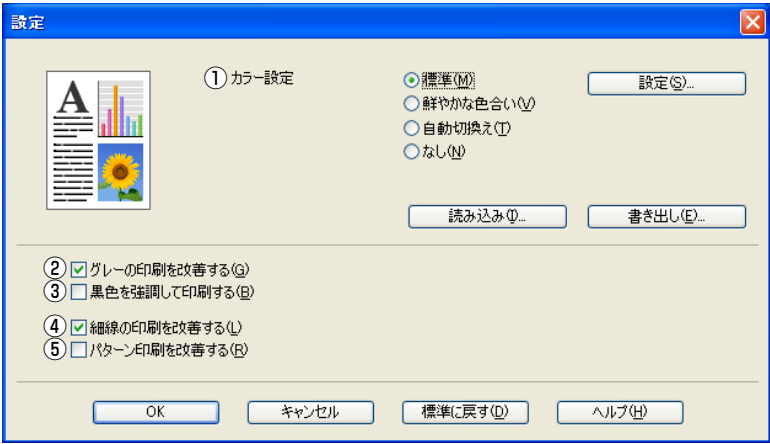 設定
① カラー設定
標準(M)
設定(S)...
鮮やかな色合い(V)
自動切換え(T)
なし(N)
A
読み込み(I)...
書き出し(E)...
② グレーの印刷を改善する(G)
③ 黒色を強調して印刷する(B)
④ 細線の印刷を改善する(L)
⑤ パターン印刷を改善する(R)
OK
キャンセル
標準に戻す(D)
ヘルプ(H)